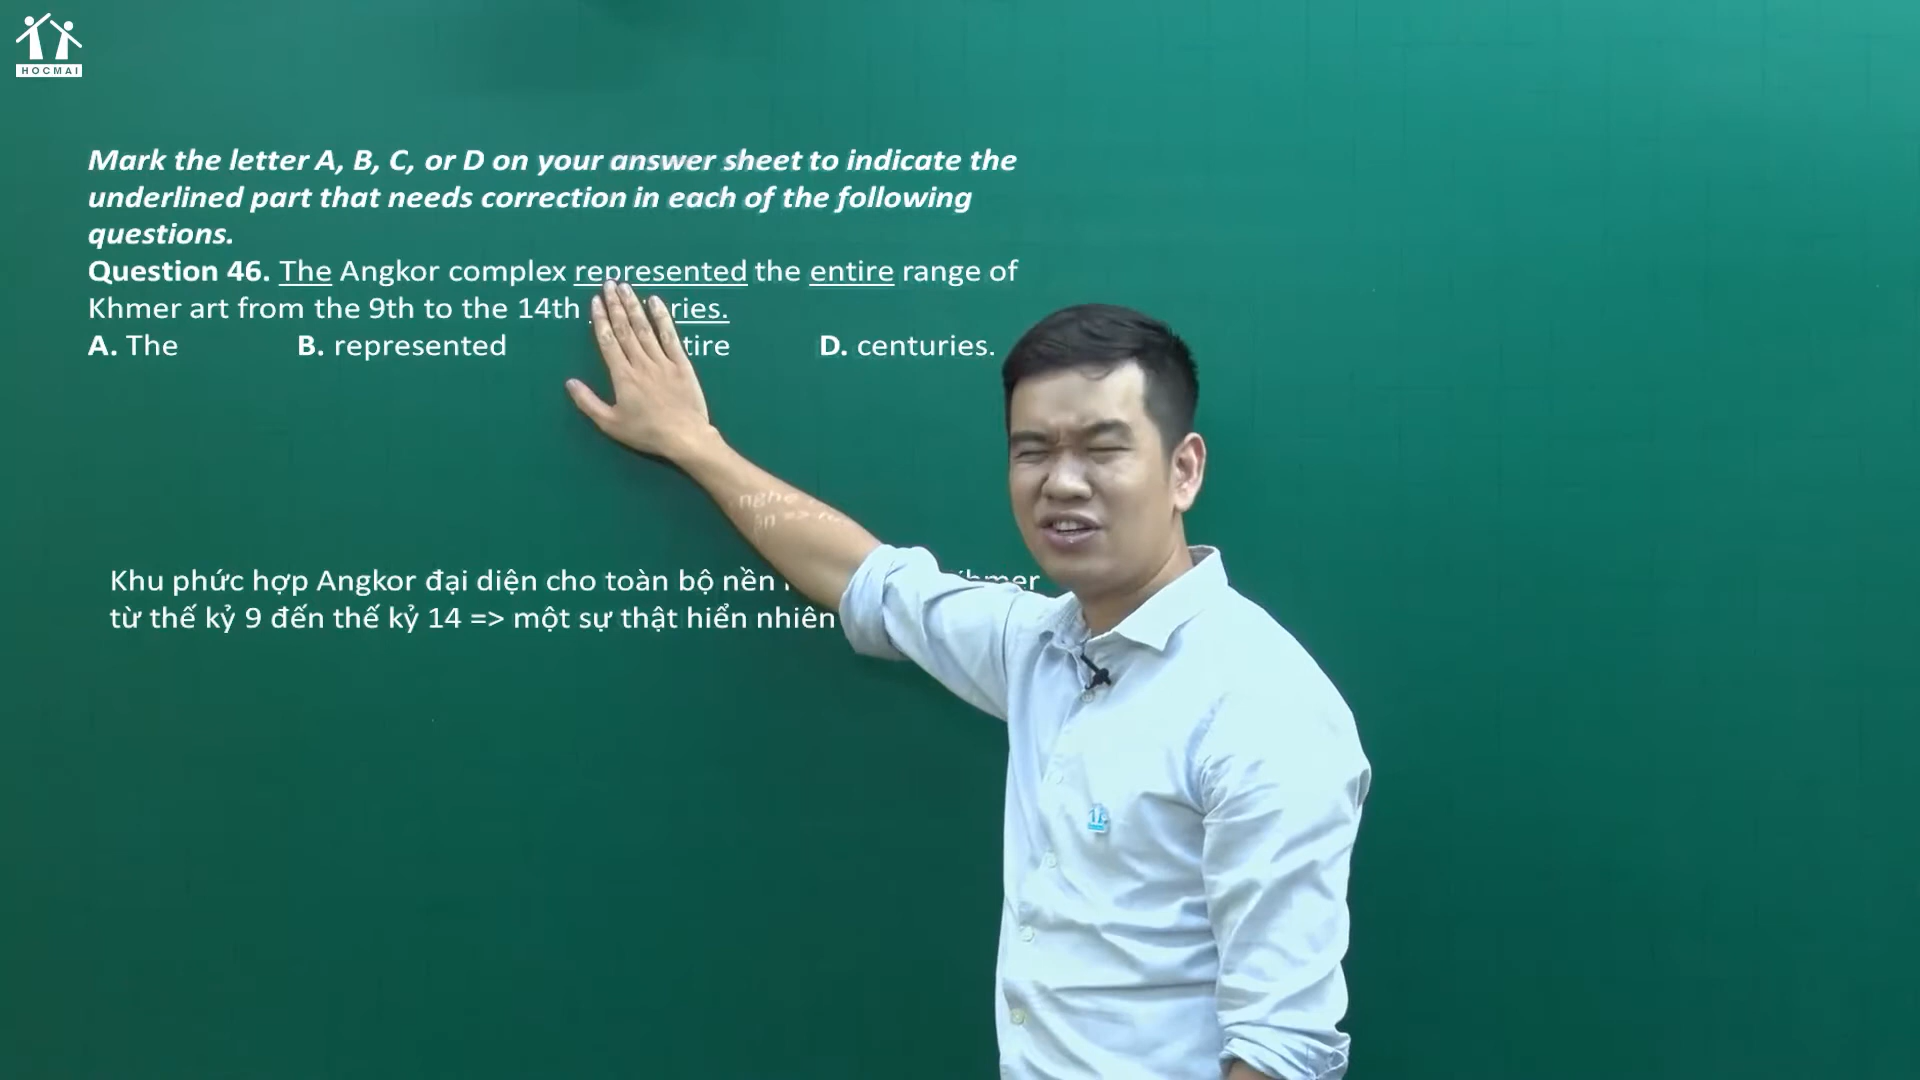 HOCMAI
Mark the letter A, B, C, or D on your answer sheet to indicate the
underlined part that needs correction in each of the following
questions.
Question 46. The Angkor complex represented the entire range of
Khmer art from the 9th to the 14th
A. The B. represented D. centuries.
Khu phức hợp Angkor đại diện cho toàn bộ nền
từ thế kỷ 9 đến thế kỷ 14 => một sự thật hiển nhiên